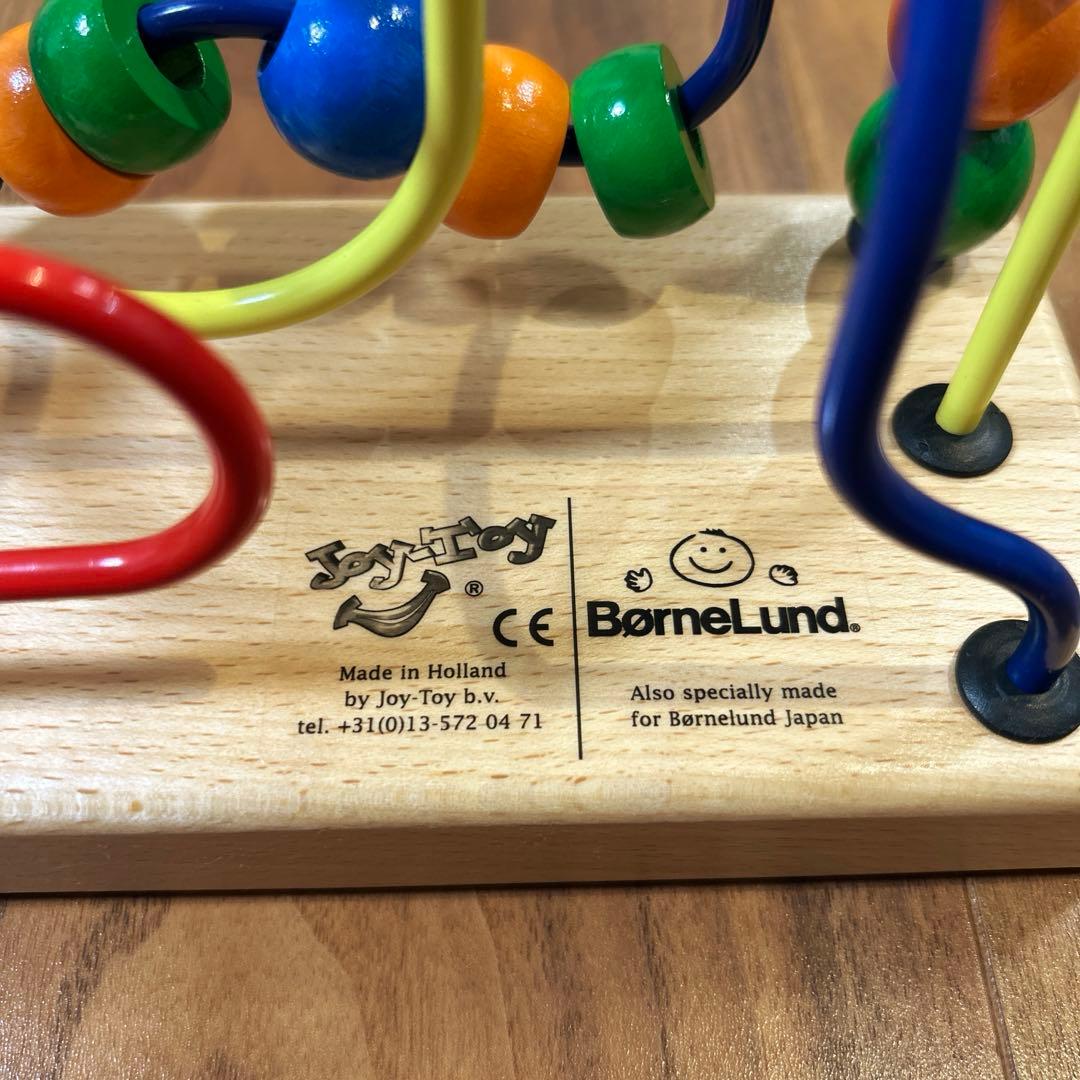 Joy-Toy
®
CE
Made in Holland
by Joy-Toy b.v.
tel. +31(0)13-572 04 71
BørneLund®
Also specially made
for Børnelund Japan